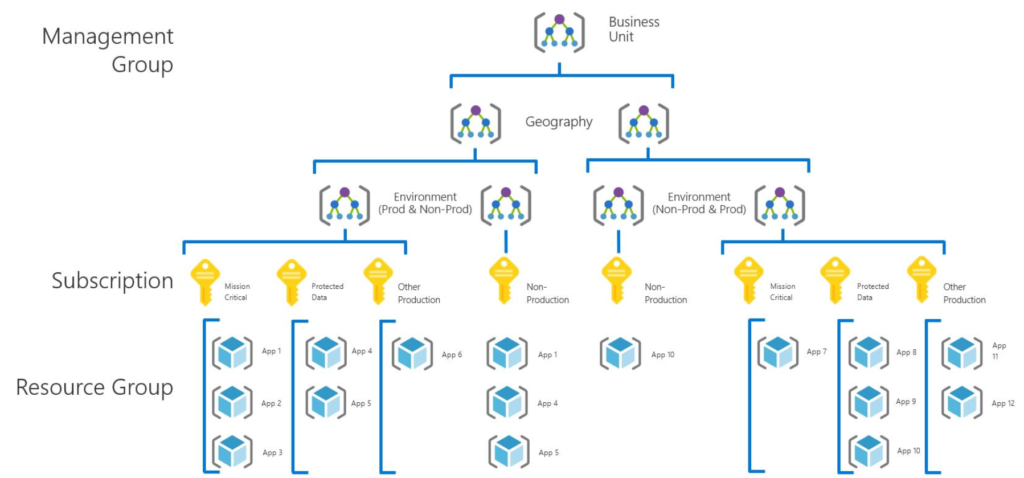 Management
Group
Business
Unit
Geography
Environment
(Prod & Non-Prod)
Environment
(Non-Prod & Prod)
Subscription
Mission
Critical
Protected
Data
Other
Production
Non-
Production
Non-
Production
Mission
Critical
Protected
Data
Other
Production
Resource Group
App 1
App 2
App 3
App 4
App 5
App 6
App 1
App 4
App 5
App 10
App 7
App 8
App 9
App 10
App
11
App 12